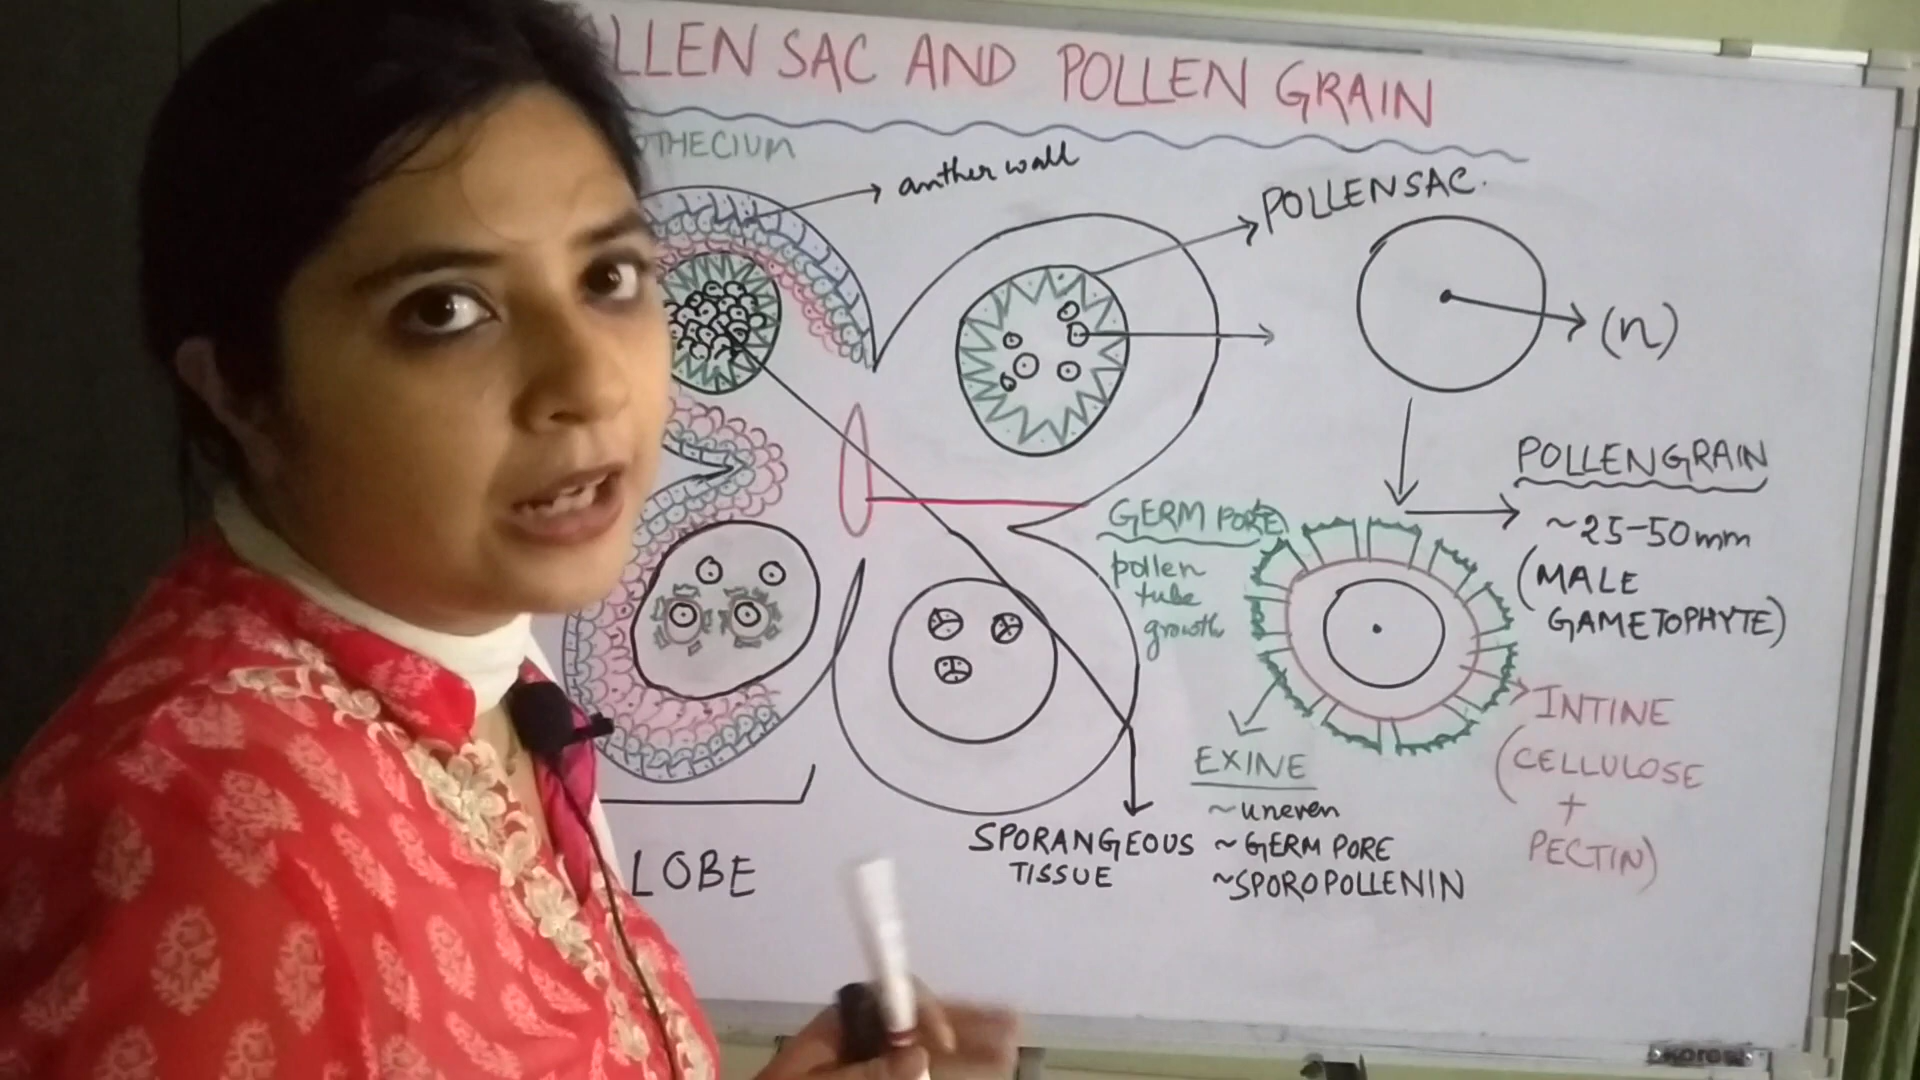 LLEN SAC AND POLLEN GRAIN
OTHECIUM
anther wall
POLLENSAC.
(n)
POLLENGRAIN
~25-50mm
(MALE
GAMETOPHYTE)
GERM PORE
pollen
tube
growth
INTINE
(CELLULOSE
+
PECTIN)
EXINE
~uneven
~GERM PORE
~SPOROPOLLENIN
SPORANGEOUS
TISSUE
LOBE